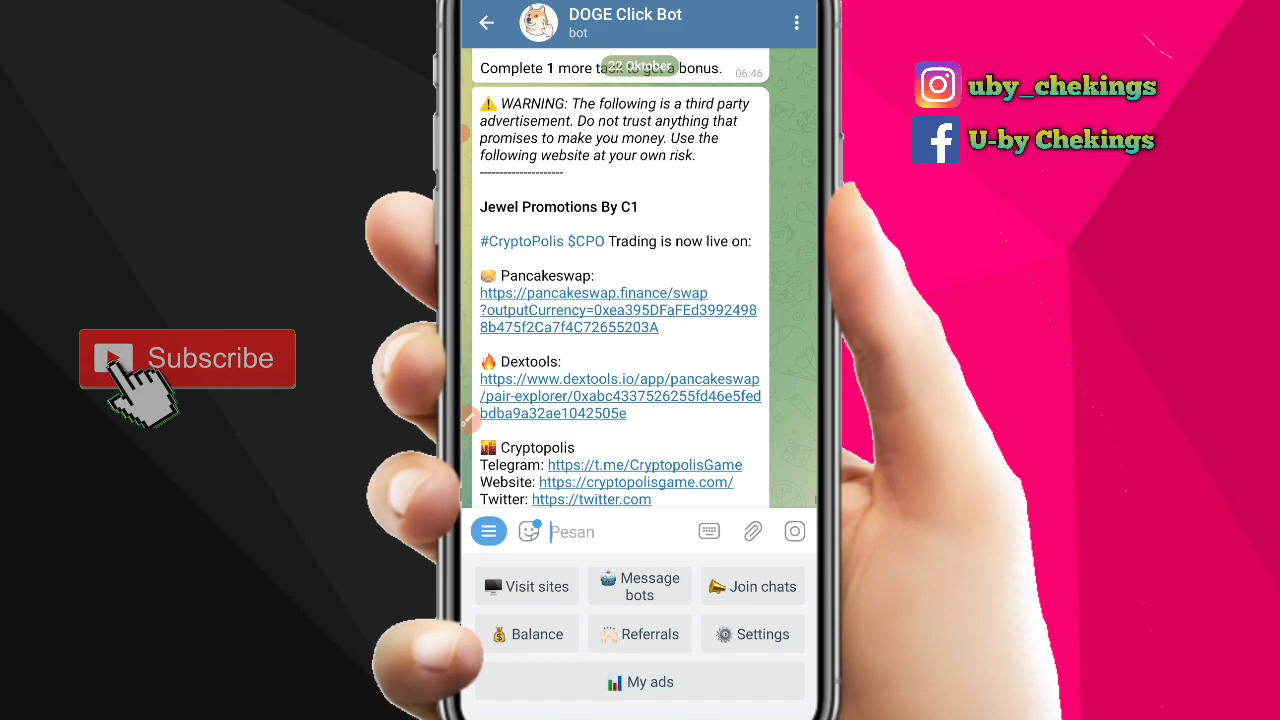 DOGE Click Bot
bot
22 Oktober
Complete 1 more task to get a bonus.
06:46
⚠️ WARNING: The following is a third party
advertisement. Do not trust anything that
promises to make you money. Use the
following website at your own risk.
---------------------
Jewel Promotions By C1
#CryptoPolis $CPO Trading is now live on:
🥞 Pancakeswap:
https://pancakeswap.finance/swap
?outputCurrency=0xea395DFaFEd3992498
8b475f2Ca7f4C72655203A
🔥 Dextools:
https://www.dextools.io/app/pancakeswap
/pair-explorer/0xabc4337526255fd46e5fed
bdba9a32ae1042505e
🌇 Cryptopolis
Telegram: https://t.me/CryptopolisGame
Website: https://cryptopolisgame.com/
Twitter: https://twitter.com
Pesan
🖥 Visit sites
🤖 Message
bots
📣 Join chats
💰 Balance
🙌🏻 Referrals
⚙️ Settings
📊 My ads
Subscribe
uby_chekings
U-by Chekings